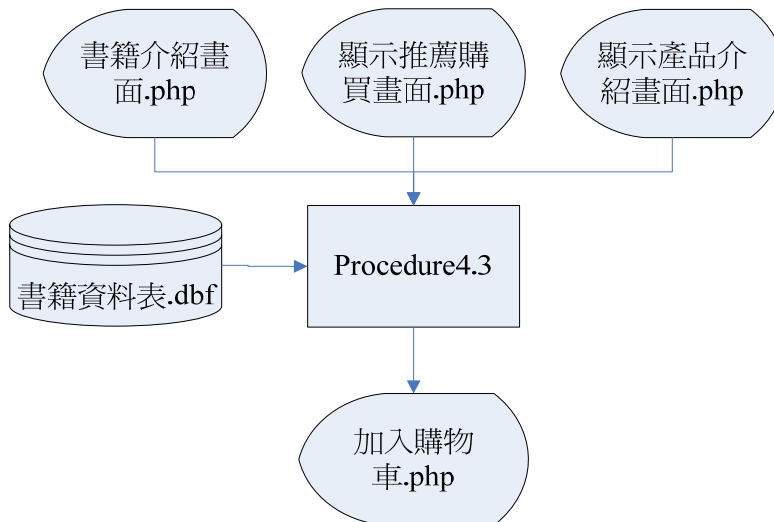 書籍介紹畫
面.php
顯示推薦購
買畫面.php
顯示產品介
紹畫面.php
書籍資料表.dbf
Procedure4.3
加入購物
車.php